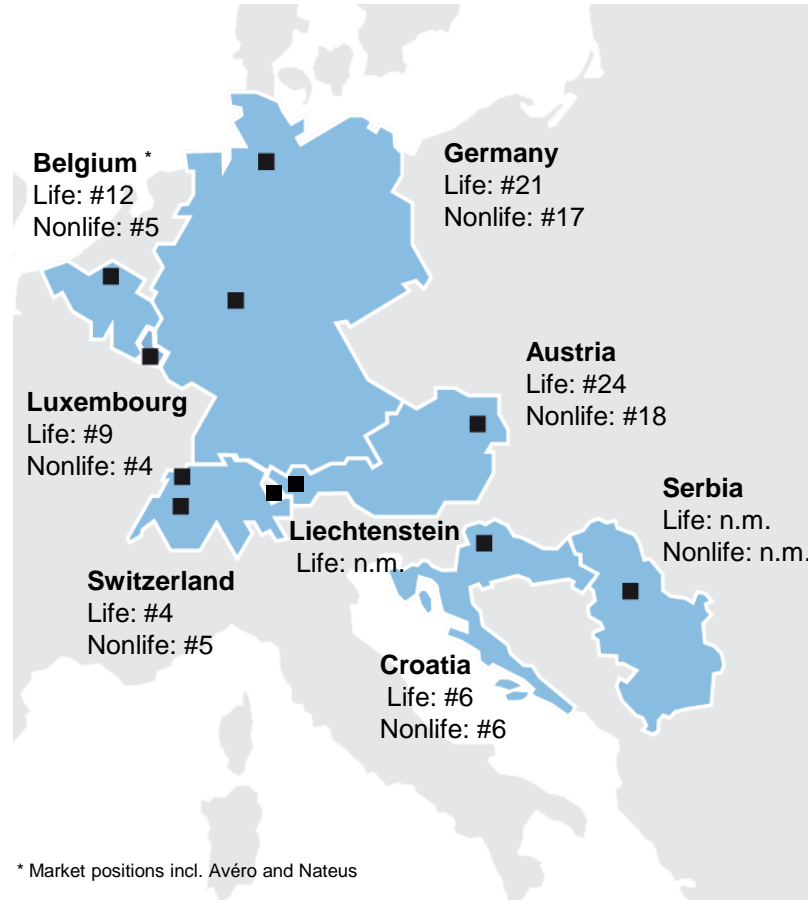 Belgium *
Life: #12
Nonlife: #5
Germany
Life: #21
Nonlife: #17
Austria
Life: #24
Nonlife: #18
Luxembourg
Life: #9
Nonlife: #4
Serbia
Life: n.m.
Nonlife: n.m.
Liechtenstein
Life: n.m.
Switzerland
Life: #4
Nonlife: #5
Croatia
Life: #6
Nonlife: #6
* Market positions incl. Avéro and Nateus